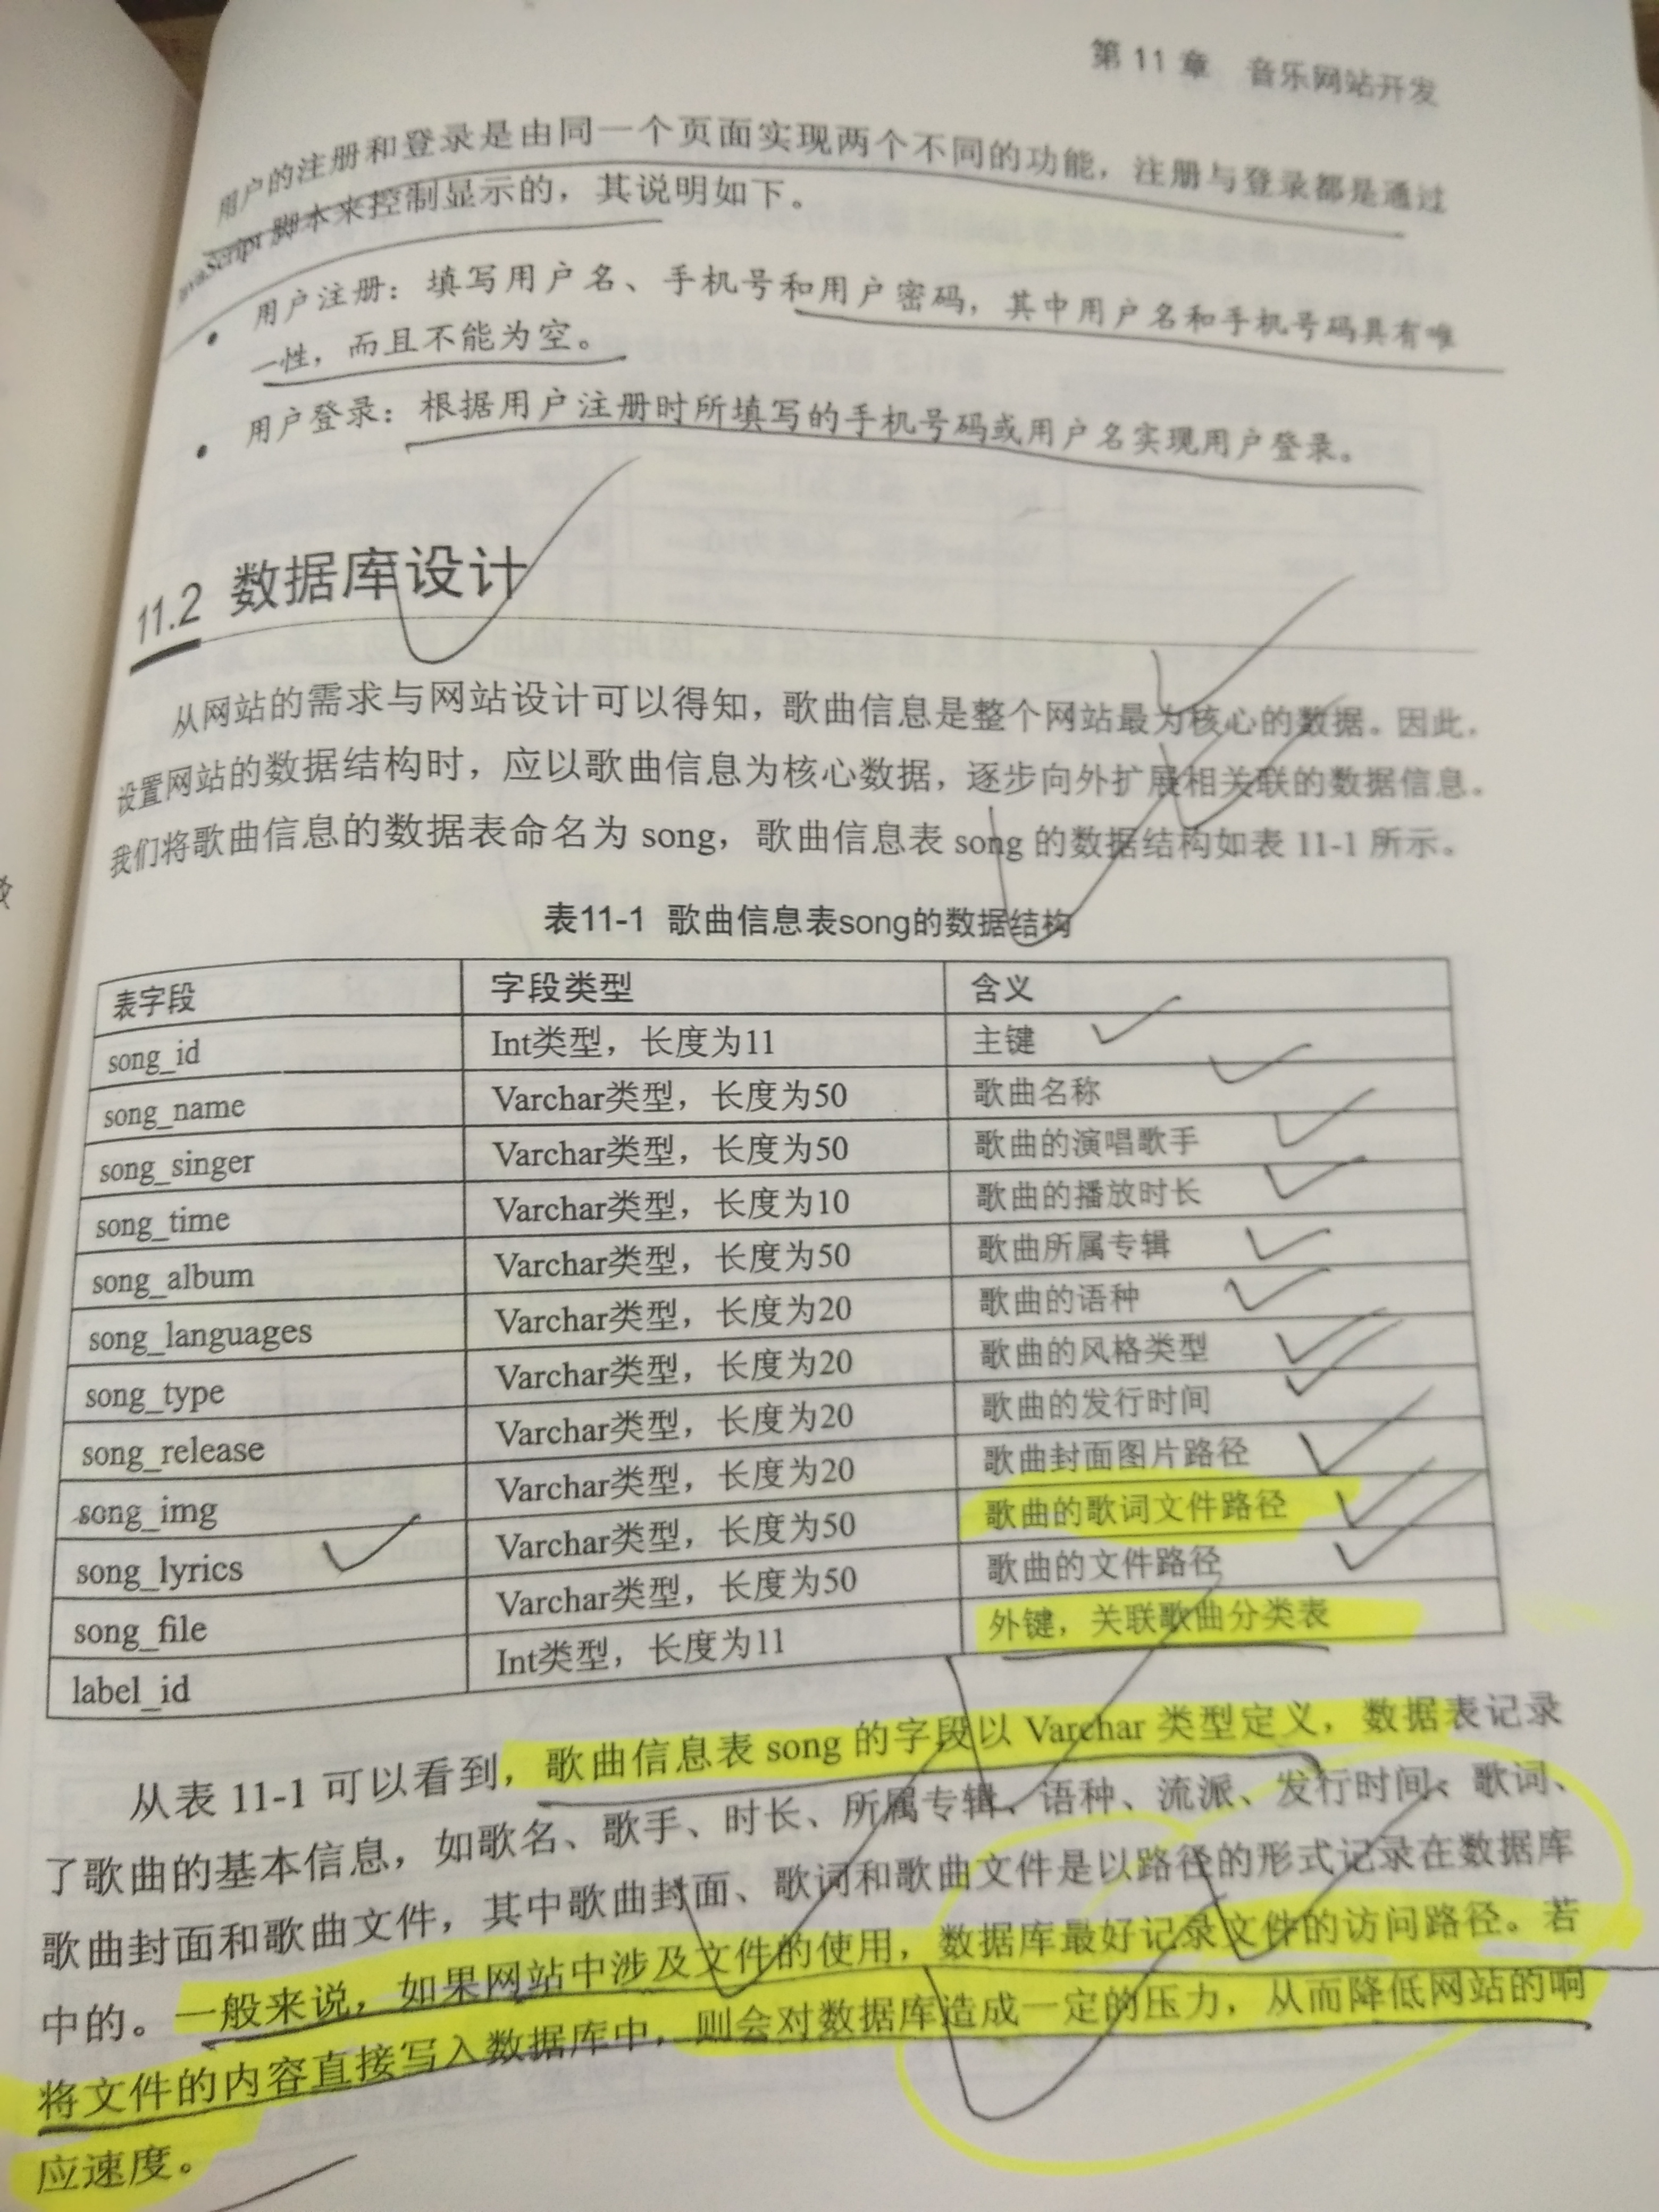 第 11 章 音乐网站开发
用户的注册和登录是由同一个页面实现两个不同的功能，注册与登录都是通过
JavaScript 脚本来控制显示的，其说明如下。
• 用户注册：填写用户名、手机号和用户密码，其中用户名和手机号码具有唯
一性，而且不能为空。
• 用户登录：根据用户注册时所填写的手机号码或用户名实现用户登录。
11.2 数据库设计
从网站的需求与网站设计可以得知，歌曲信息是整个网站最为核心的数据。因此，
设置网站的数据结构时，应以歌曲信息为核心数据，逐步向外扩展相关联的数据信息。
我们将歌曲信息的数据表命名为 song，歌曲信息表 song 的数据结构如表 11-1 所示。
表11-1 歌曲信息表song的数据结构
表字段 字段类型 含义
song_id Int类型，长度为11 主键
song_name Varchar类型，长度为50 歌曲名称
song_singer Varchar类型，长度为50 歌曲的演唱歌手
song_time Varchar类型，长度为10 歌曲的播放时长
song_album Varchar类型，长度为50 歌曲所属专辑
song_languages Varchar类型，长度为20 歌曲的语种
song_type Varchar类型，长度为20 歌曲的风格类型
song_release Varchar类型，长度为20 歌曲的发行时间
song_img Varchar类型，长度为20 歌曲封面图片路径
song_lyrics Varchar类型，长度为50 歌曲的歌词文件路径
song_file Varchar类型，长度为50 歌曲的文件路径
label_id Int类型，长度为11 外键，关联歌曲分类表
从表 11-1 可以看到，歌曲信息表 song 的字段以 Varchar 类型定义，数据表记录
了歌曲的基本信息，如歌名、歌手、时长、所属专辑、语种、流派、发行时间、歌词、
歌曲封面和歌曲文件，其中歌曲封面、歌词和歌曲文件是以路径的形式记录在数据库
中的。一般来说，如果网站中涉及文件的使用，数据库最好记录文件的访问路径。若
将文件的内容直接写入数据库中，则会对数据库造成一定的压力，从而降低网站的响
应速度。